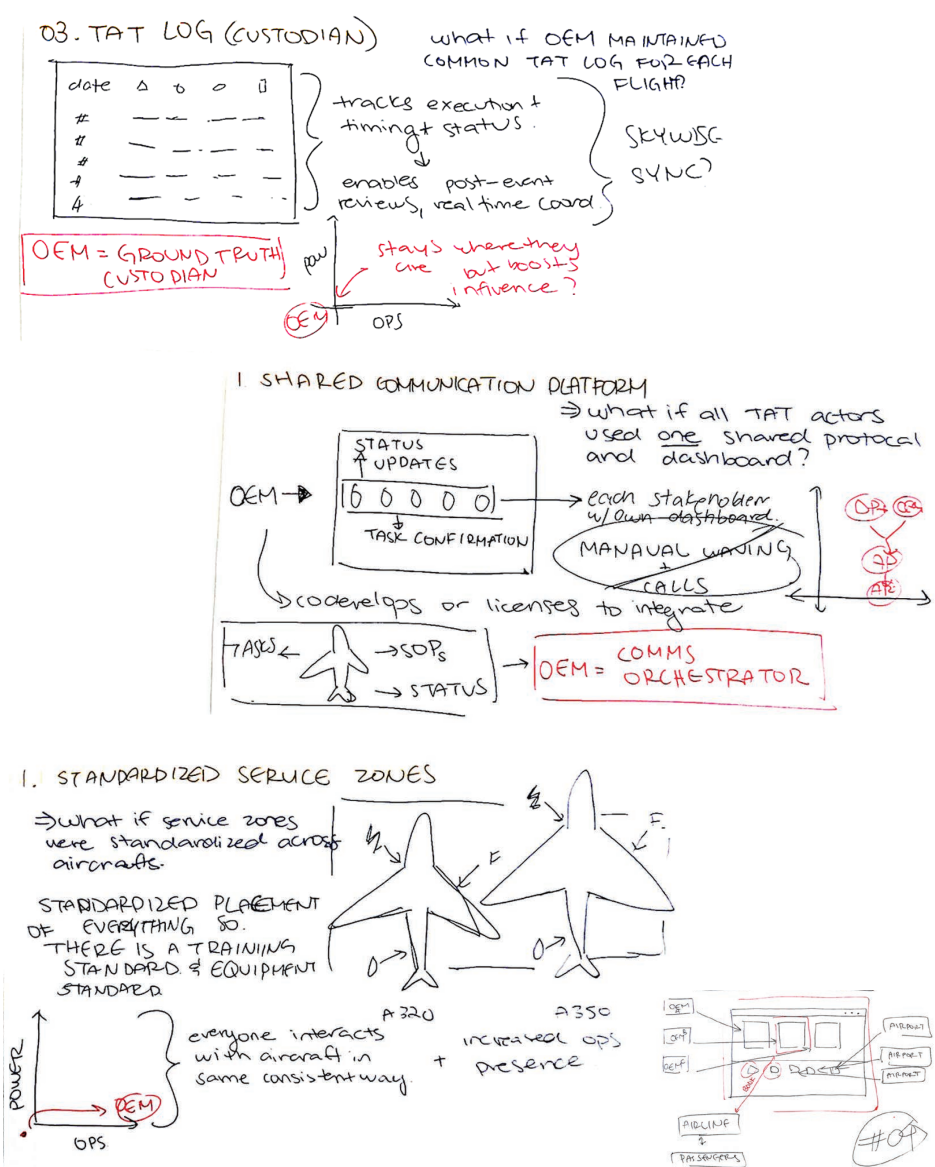 03. TAT LOG (CUSTODIAN)
what if OEM MAINTAINED
COMMON TAT LOG FOR EACH
FLIGHT?
date
tracks execution +
timing + status.
enables post-event
reviews, real time coord.
SKYWISE
SYNC?
OEM = GROUND TRUTH
CUSTODIAN
POW
stays where they
are but boosts
influence?
OEM
OPS
1 SHARED COMMUNICATION PLATFORM
⇒ what if all TAT actors
used one shared protocal
and dashboard?
STATUS
UPDATES
OEM
TASK CONFIRMATION
each stakeholder
w/ own dashboard.
MANAUAL WAVING
+
CALLS
codevelops or licenses to integrate
TASKS
SOPs
STATUS
OEM = COMMS
ORCHESTRATOR
1. STANDARDIZED SERVICE ZONES
⇒ what if service zones
were standardized across
aircrafts.
STANDARDIZED PLACEMENT
OF EVERYTHING SO.
THERE IS A TRAINIING
STANDARD & EQUIPMENT
STANDARD
F
F.
A320
A350
POWER
OEM
OPS
everyone interacts
with aircraft in
same consistent way.
+
increased ops
presence
OEM
OEM
OEM
AIRPORT
AIRPORT
AIRPORT
AIRLINE
PASSENGERS